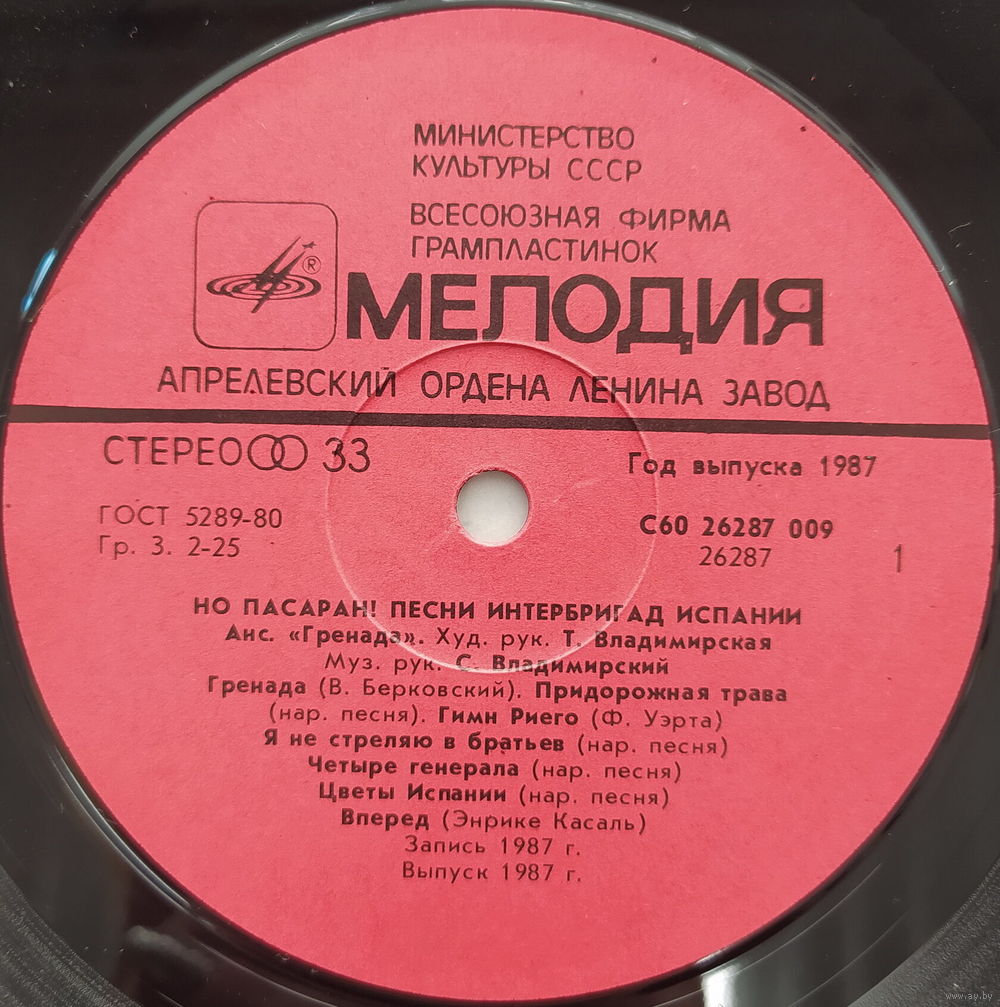 МИНИСТЕРСТВО
КУЛЬТУРЫ СССР
ВСЕСОЮЗНАЯ ФИРМА
ГРАМПЛАСТИНОК
®
МЕЛОДИЯ
АПРЕЛЕВСКИЙ ОРДЕНА ЛЕНИНА ЗАВОД
СТЕРЕО 33
Год выпуска 1987
ГОСТ 5289-80
Гр. 3. 2-25
С60 26287 009
26287
1
НО ПАСАРАН! ПЕСНИ ИНТЕРБРИГАД ИСПАНИИ
Анс. «Гренада». Худ. рук. Т. Владимирская
Муз. рук. С. Владимирский
Гренада (В. Берковский). Придорожная трава
(нар. песня). Гимн Риего (Ф. Уэрта)
Я не стреляю в братьев (нар. песня)
Четыре генерала (нар. песня)
Цветы Испании (нар. песня)
Вперед (Энрике Касаль)
Запись 1987 г.
Выпуск 1987 г.
www.ay.by